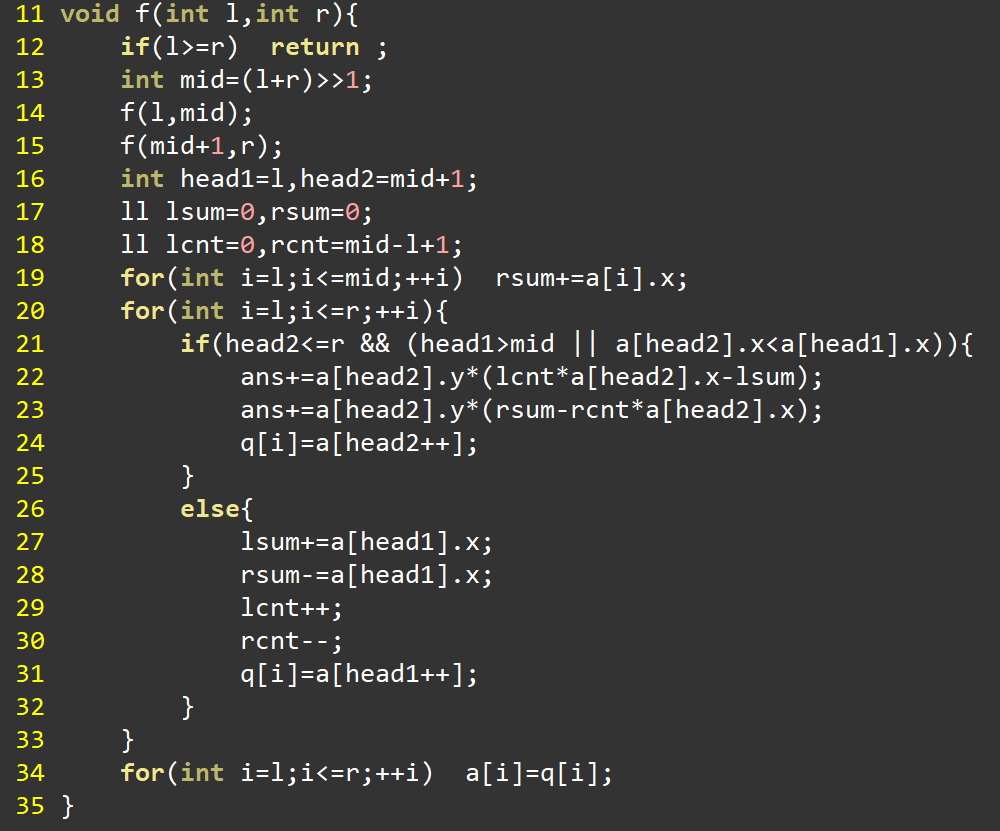 11 void f(int l,int r){
12     if(l>=r)  return ;
13     int mid=(l+r)>>1;
14     f(l,mid);
15     f(mid+1,r);
16     int head1=l,head2=mid+1;
17     ll lsum=0,rsum=0;
18     ll lcnt=0,rcnt=mid-l+1;
19     for(int i=l;i<=mid;++i)  rsum+=a[i].x;
20     for(int i=l;i<=r;++i){
21         if(head2<=r && (head1>mid || a[head2].x<a[head1].x)){
22             ans+=a[head2].y*(lcnt*a[head2].x-lsum);
23             ans+=a[head2].y*(rsum-rcnt*a[head2].x);
24             q[i]=a[head2++];
25         }
26         else{
27             lsum+=a[head1].x;
28             rsum-=a[head1].x;
29             lcnt++;
30             rcnt--;
31             q[i]=a[head1++];
32         }
33     }
34     for(int i=l;i<=r;++i)  a[i]=q[i];
35 }